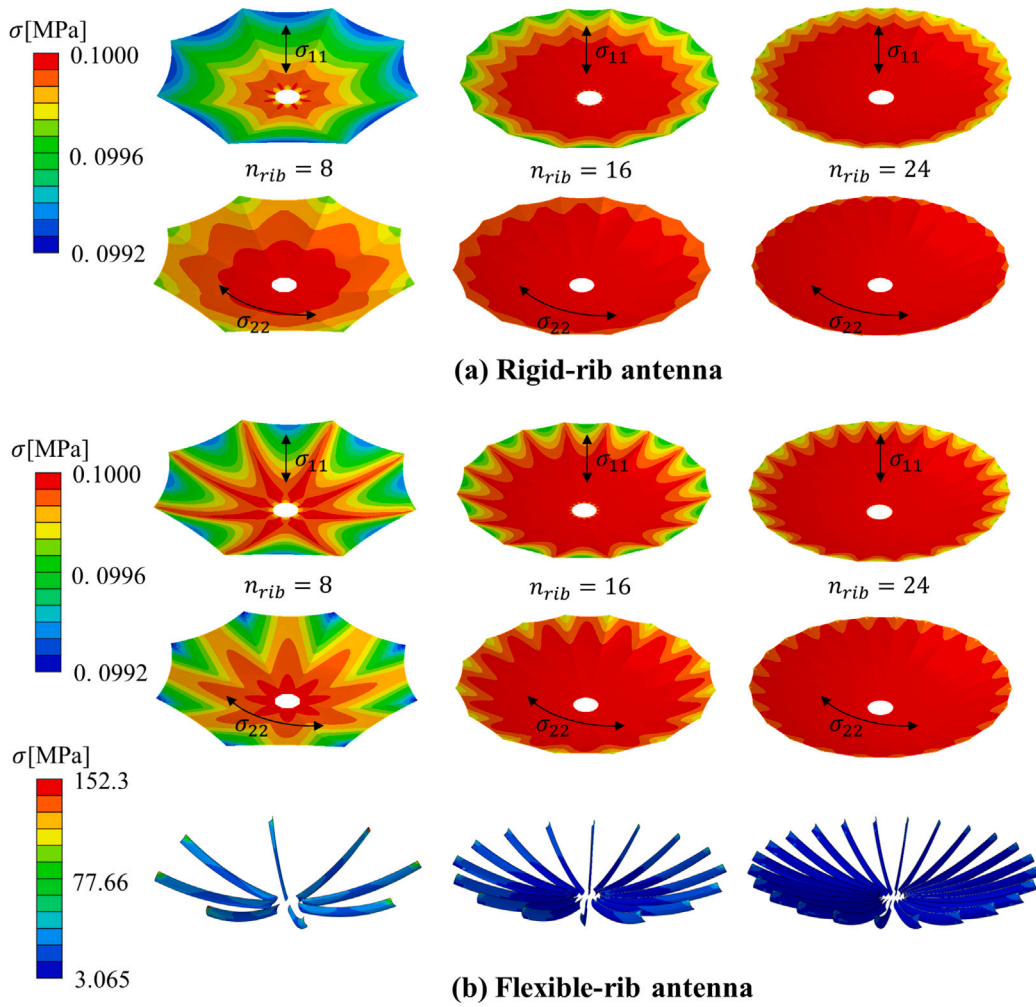 σ[MPa]
0.1000
0. 0996
0. 0992
σ₁₁
σ₁₁
σ₁₁
n_rib = 8
n_rib = 16
n_rib = 24
σ₂₂
σ₂₂
σ₂₂
(a) Rigid-rib antenna
σ[MPa]
0.1000
0. 0996
0. 0992
σ₁₁
σ₁₁
σ₁₁
n_rib = 8
n_rib = 16
n_rib = 24
σ₂₂
σ₂₂
σ₂₂
σ[MPa]
152.3
77.66
3.065
(b) Flexible-rib antenna